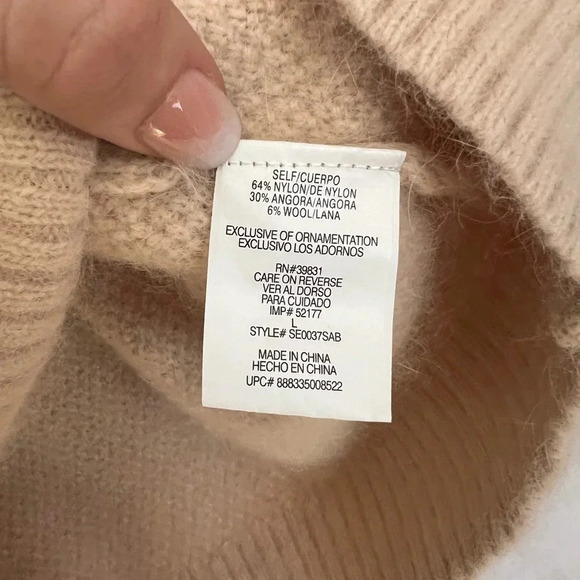 SELF/CUERPO
64% NYLON/DE NYLON
30% ANGORA/ANGORA
6% WOOL/LANA
EXCLUSIVE OF ORNAMENTATION
EXCLUSIVO LOS ADORNOS
RN#39831
CARE ON REVERSE
VER AL DORSO
PARA CUIDADO
IMP# 52177
L
STYLE# SE0037SAB
MADE IN CHINA
HECHO EN CHINA
UPC# 888335008522